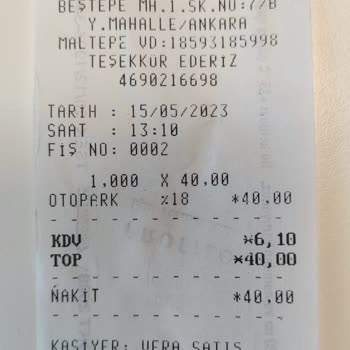 BEŞTEPE MH.1.SK.NO:7/B
Y.MAHALLE/ANKARA
MALTEPE VD:18593185998
TEŞEKKÜR EDERİZ
4690216698
TARİH : 15/05/2023
SAAT : 13:10
FİŞ NO: 0002
1,000 X 40,00
OTOPARK %18 *40,00
KDV *6,10
TOP *40,00
NAKİT *40,00
KASİYER: VERA SATIS